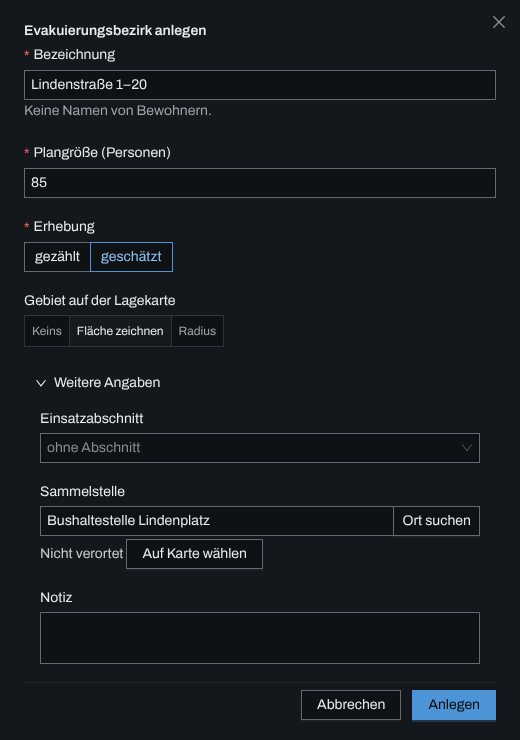 Evakuierungsbezirk anlegen
* Bezeichnung
Lindenstraße 1–20
Keine Namen von Bewohnern.
* Plangröße (Personen)
85
* Erhebung
gezählt geschätzt
Gebiet auf der Lagekarte
Keins Fläche zeichnen Radius
Weitere Angaben
Einsatzabschnitt
ohne Abschnitt
Sammelstelle
Bushaltestelle Lindenplatz Ort suchen
Nicht verortet Auf Karte wählen
Notiz
Abbrechen Anlegen